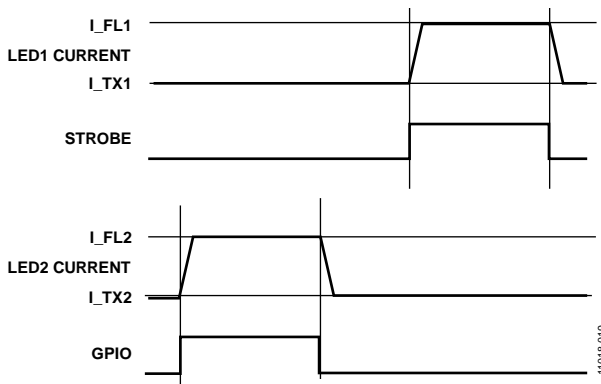 I_FL1
LED1 CURRENT
I_TX1
STROBE
I_FL2
LED2 CURRENT
I_TX2
GPIO